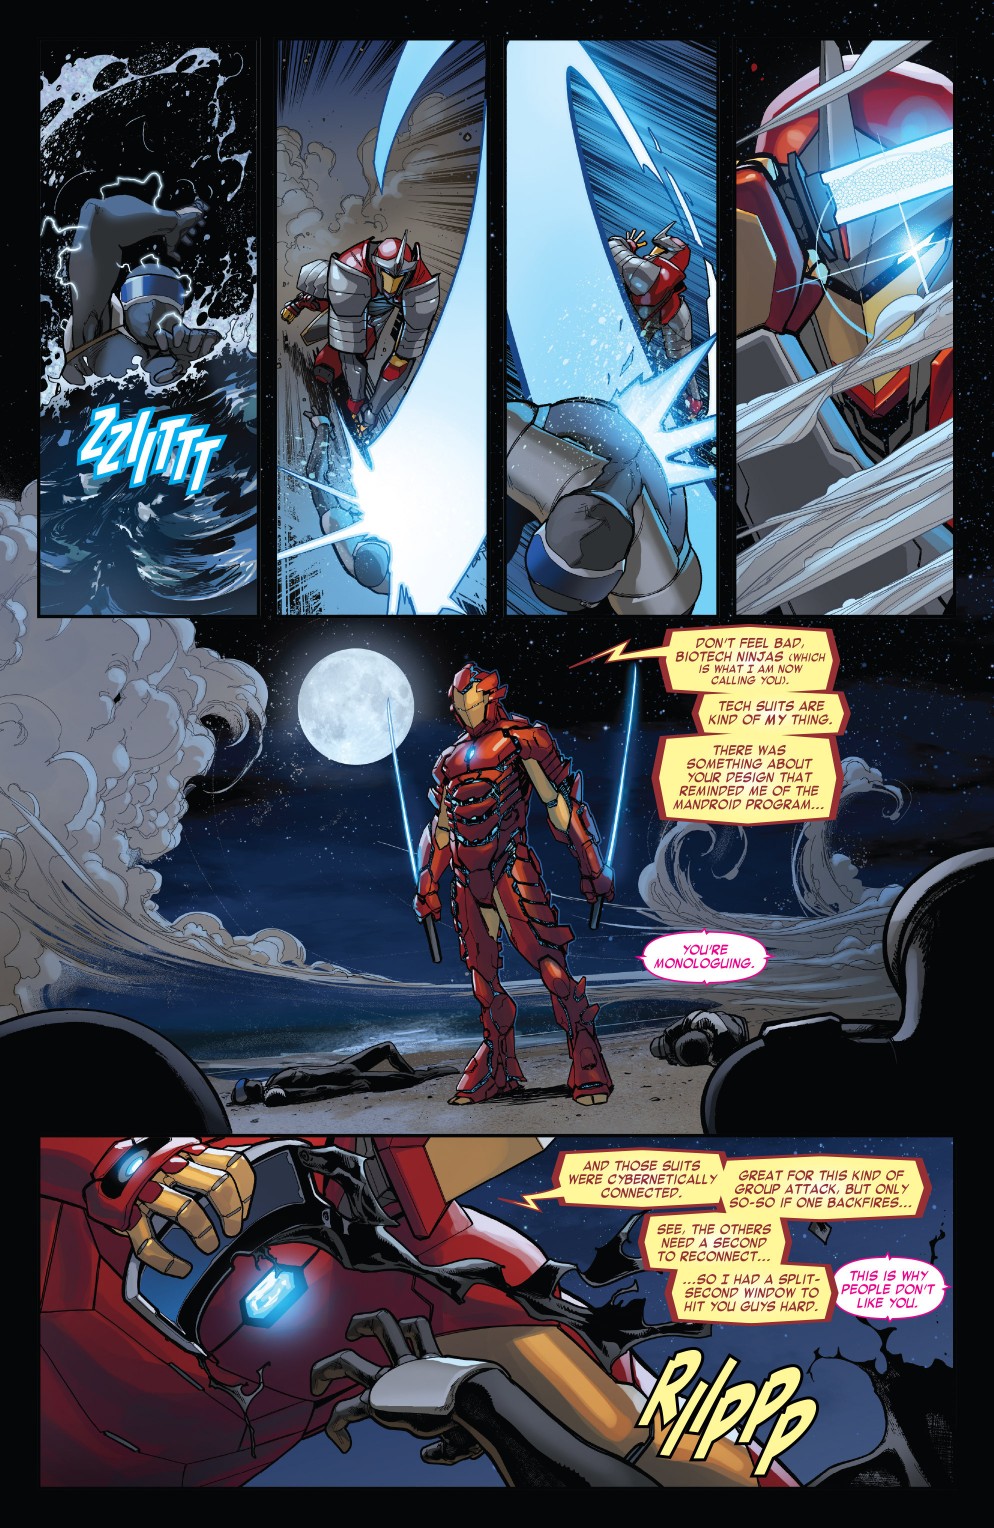 ZZIITTT
DON'T FEEL BAD,
BIOTECH NINJAS (WHICH
IS WHAT I AM NOW
CALLING YOU).
TECH SUITS ARE
KIND OF MY THING.
THERE WAS
SOMETHING ABOUT
YOUR DESIGN THAT
REMINDED ME OF THE
MANDROID PROGRAM...
YOU'RE
MONOLOGUING.
AND THOSE SUITS
WERE CYBERNETICALLY
CONNECTED.
GREAT FOR THIS KIND OF
GROUP ATTACK, BUT ONLY
SO-SO IF ONE BACKFIRES...
SEE, THE OTHERS
NEED A SECOND
TO RECONNECT...
...SO I HAD A SPLIT-
SECOND WINDOW TO
HIT YOU GUYS HARD.
THIS IS WHY
PEOPLE DON'T
LIKE YOU.
RIIPPP